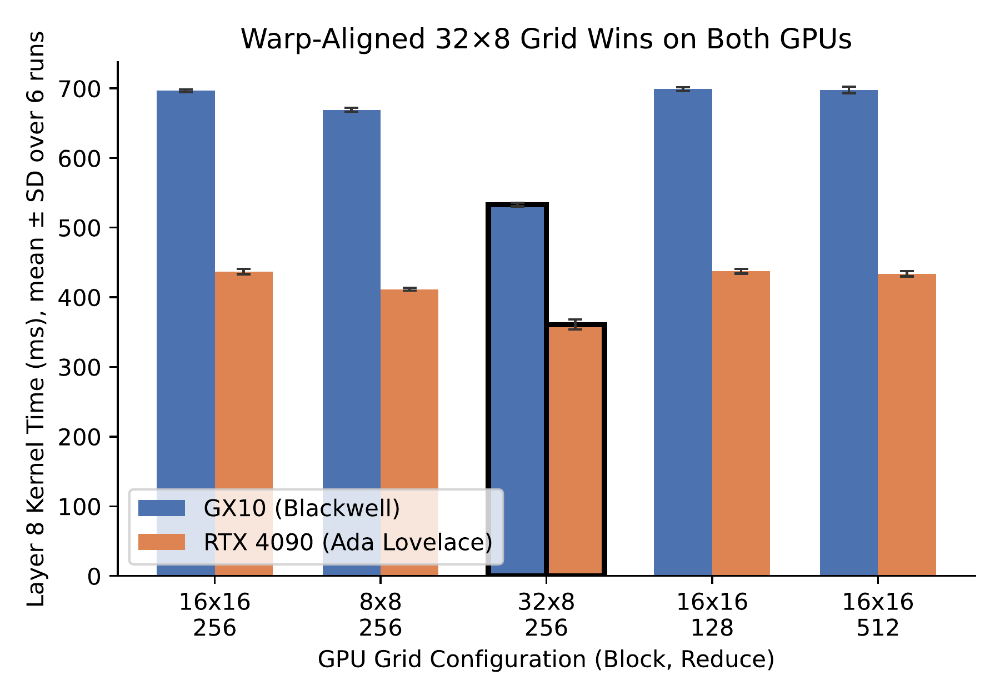 Warp-Aligned 32×8 Grid Wins on Both GPUs
Layer 8 Kernel Time (ms), mean ± SD over 6 runs
700
600
500
400
300
200
100
0
GX10 (Blackwell)
RTX 4090 (Ada Lovelace)
16x16
256
8x8
256
32x8
256
16x16
128
16x16
512
GPU Grid Configuration (Block, Reduce)